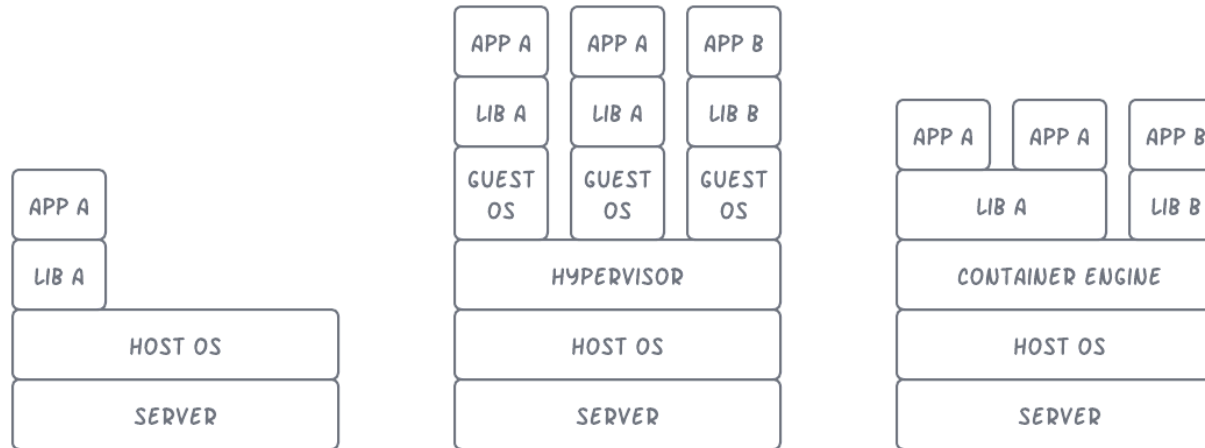 APP A
LIB A
HOST OS
SERVER
APP A
APP A
APP B
LIB A
LIB A
LIB B
GUEST
OS
GUEST
OS
GUEST
OS
HYPERVISOR
HOST OS
SERVER
APP A
APP A
APP B
LIB A
LIB B
CONTAINER ENGINE
HOST OS
SERVER